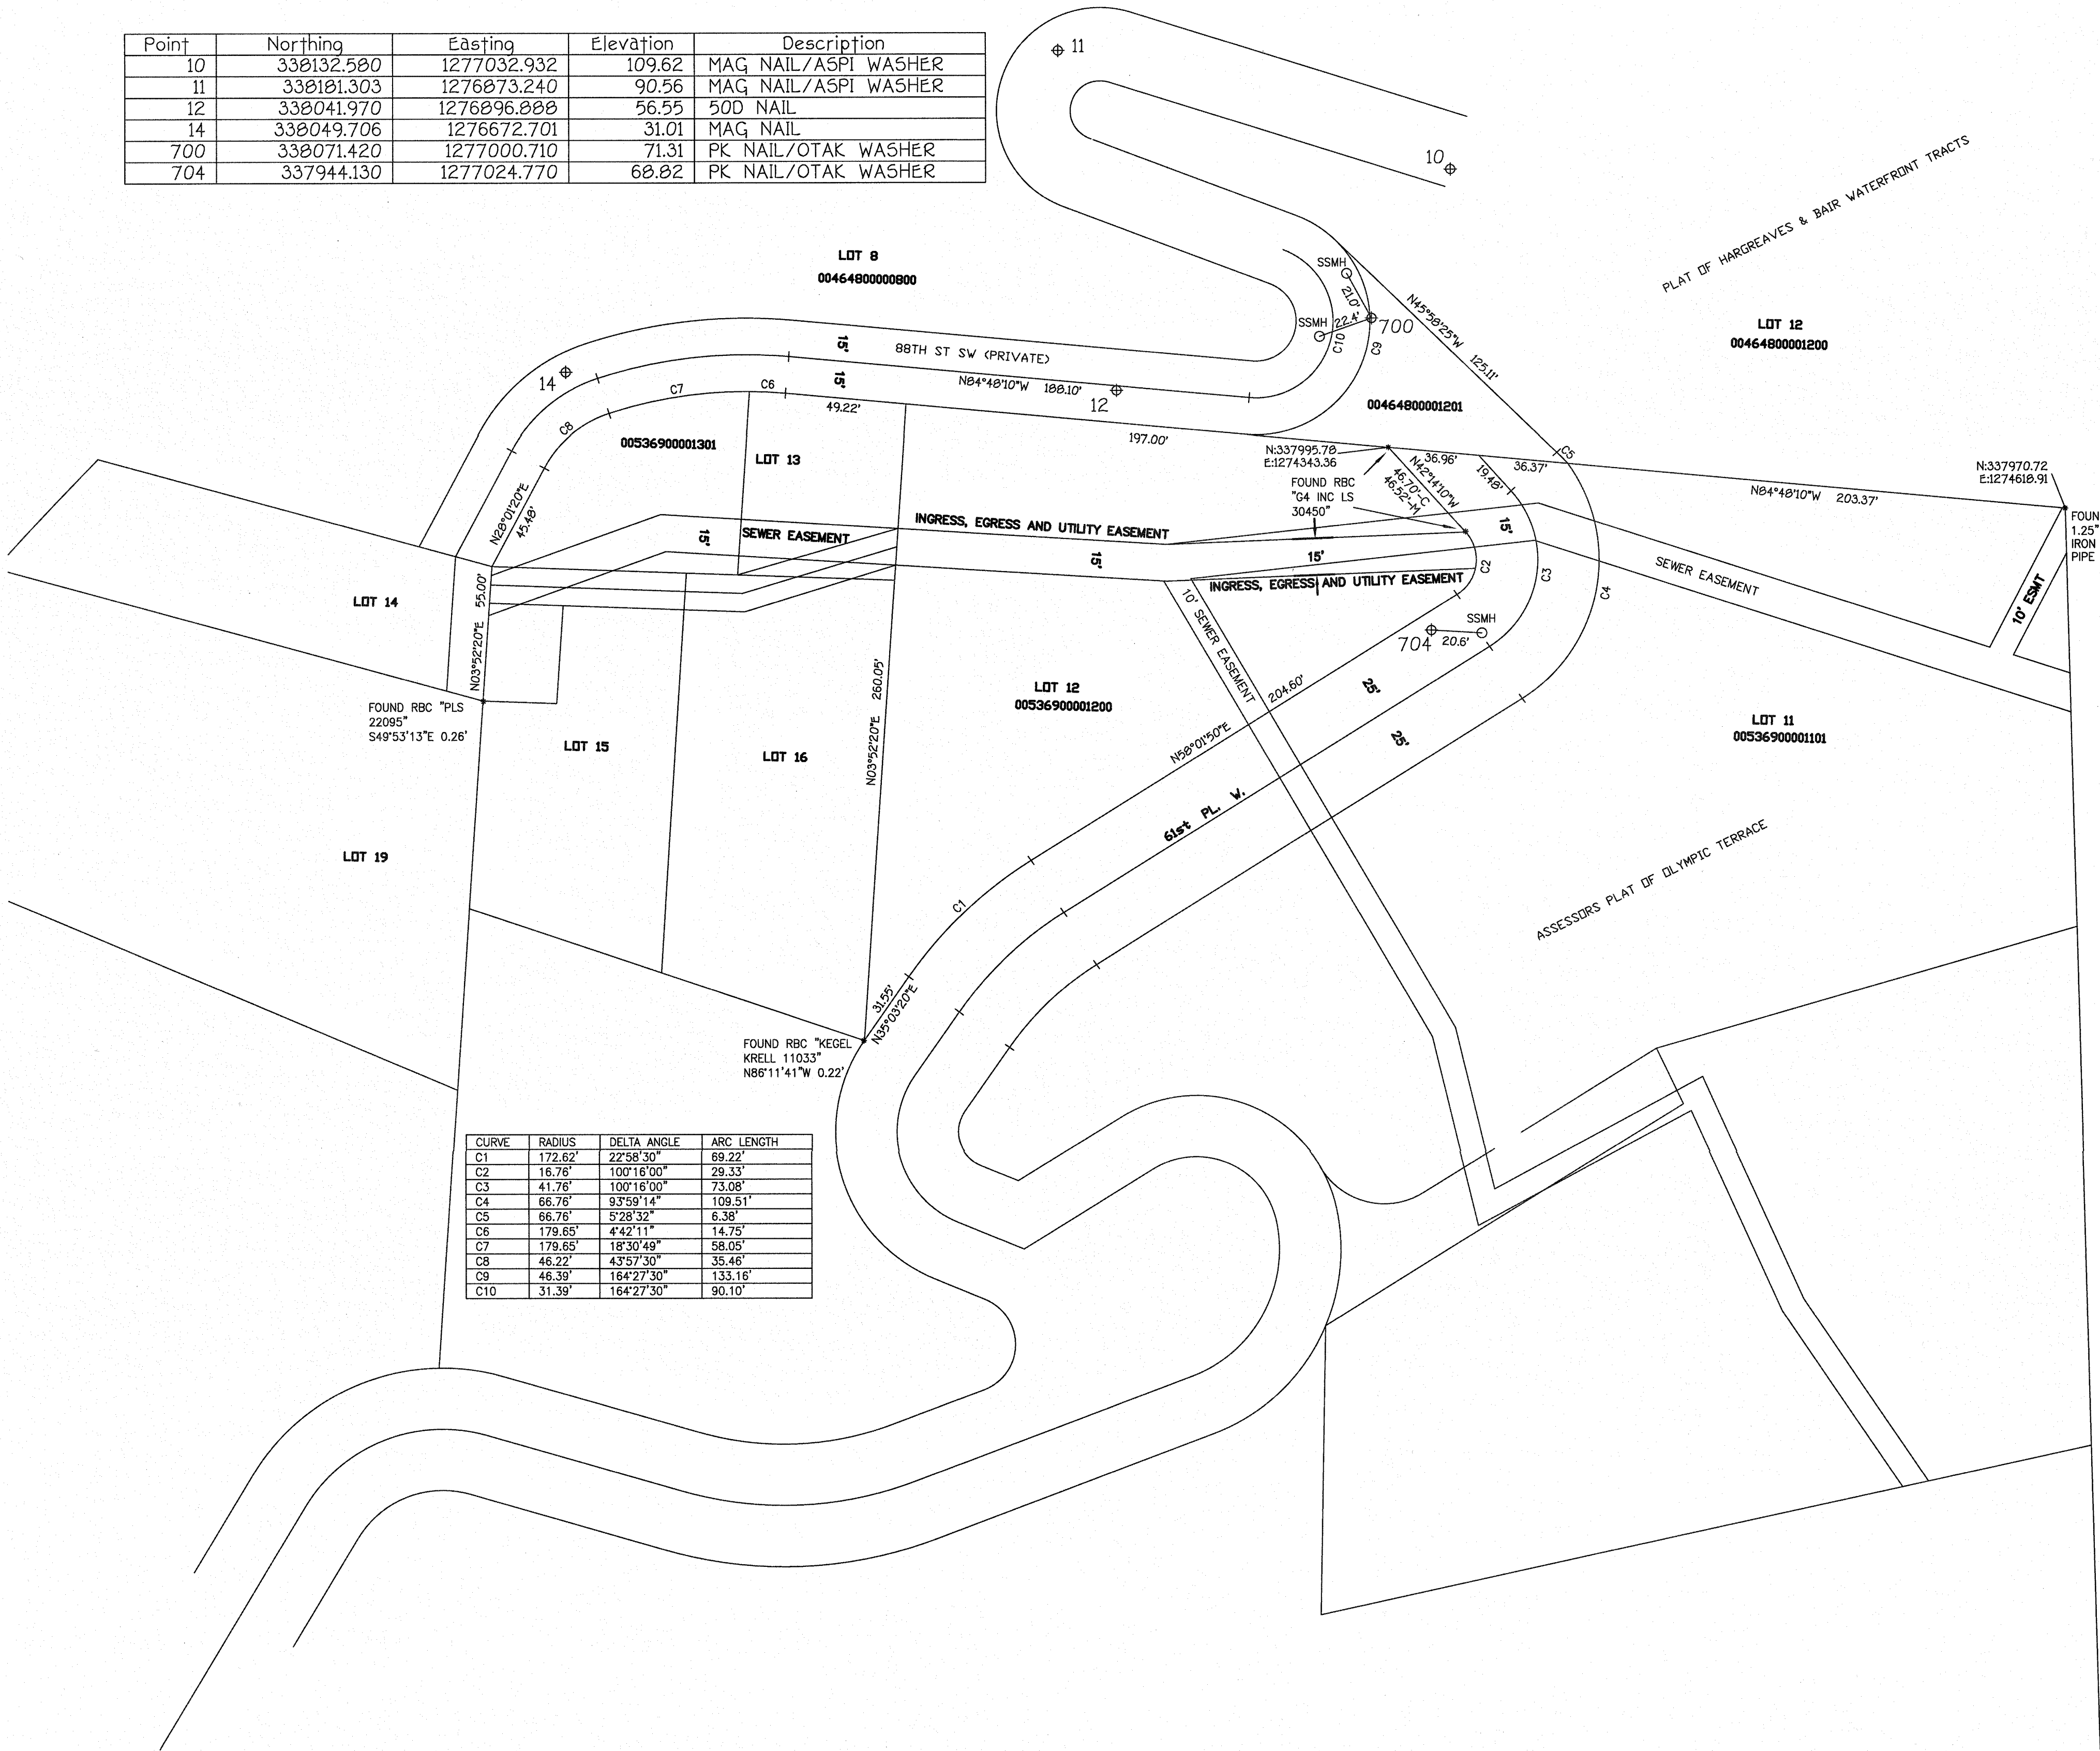 Point Northing Easting Elevation Description
10 338132.580 1277032.932 109.62 MAG NAIL/ASPI WASHER
11 338181.303 1276873.240 90.56 MAG NAIL/ASPI WASHER
12 338041.970 1276896.888 56.55 50D NAIL
14 338049.706 1276672.701 31.01 MAG NAIL
700 338071.420 1277000.710 71.31 PK NAIL/OTAK WASHER
704 337944.130 1277024.770 68.82 PK NAIL/OTAK WASHER
11
10
PLAT OF HARGREAVES & BAIR WATERFRONT TRACTS
LOT 8
00464800000800
SSMH
21.0'
SSMH
22.4'
700
C10
C9
N45°58'25"W 125.11'
LOT 12
00464800001200
15'
88TH ST SW (PRIVATE)
14
C7
C6
15'
N84°48'10"W 188.10'
12
49.22'
00464800001201
C8
00536900001301
LOT 13
197.00'
N:337995.78
E:1274343.36
36.96'
36.37'
C5
N42°14'10"W
46.70'-C
46.52'-M
19.48'
FOUND RBC
"G4 INC LS
30450"
N84°48'10"W 203.37'
N:337970.72
E:1274618.91
FOUN
1.25"
IRON
PIPE
N28°01'20"E
45.48'
15'
SEWER EASEMENT
INGRESS, EGRESS AND UTILITY EASEMENT
15'
15'
15'
INGRESS, EGRESS AND UTILITY EASEMENT
C2
C3
C4
SEWER EASEMENT
10' ESMT
LOT 14
N03°52'20"E 55.00'
10' SEWER EASEMENT
SSMH
704
20.6'
FOUND RBC "PLS
22095"
S49°53'13"E 0.26'
LOT 15
LOT 16
N03°52'20"E 260.05'
LOT 12
00536900001200
204.60'
N58°01'50"E
25'
25'
LOT 11
00536900001101
61st PL. W.
LOT 19
C1
ASSESSORS PLAT OF OLYMPIC TERRACE
31.55'
N35°03'20"E
FOUND RBC "KEGEL
KRELL 11033"
N86°11'41"W 0.22'
CURVE RADIUS DELTA ANGLE ARC LENGTH
C1 172.62' 22°58'30" 69.22'
C2 16.76' 100°16'00" 29.33'
C3 41.76' 100°16'00" 73.08'
C4 66.76' 93°59'14" 109.51'
C5 66.76' 5°28'32" 6.38'
C6 179.65' 4°42'11" 14.75'
C7 179.65' 18°30'49" 58.05'
C8 46.22' 43°57'30" 35.46'
C9 46.39' 164°27'30" 133.16'
C10 31.39' 164°27'30" 90.10'